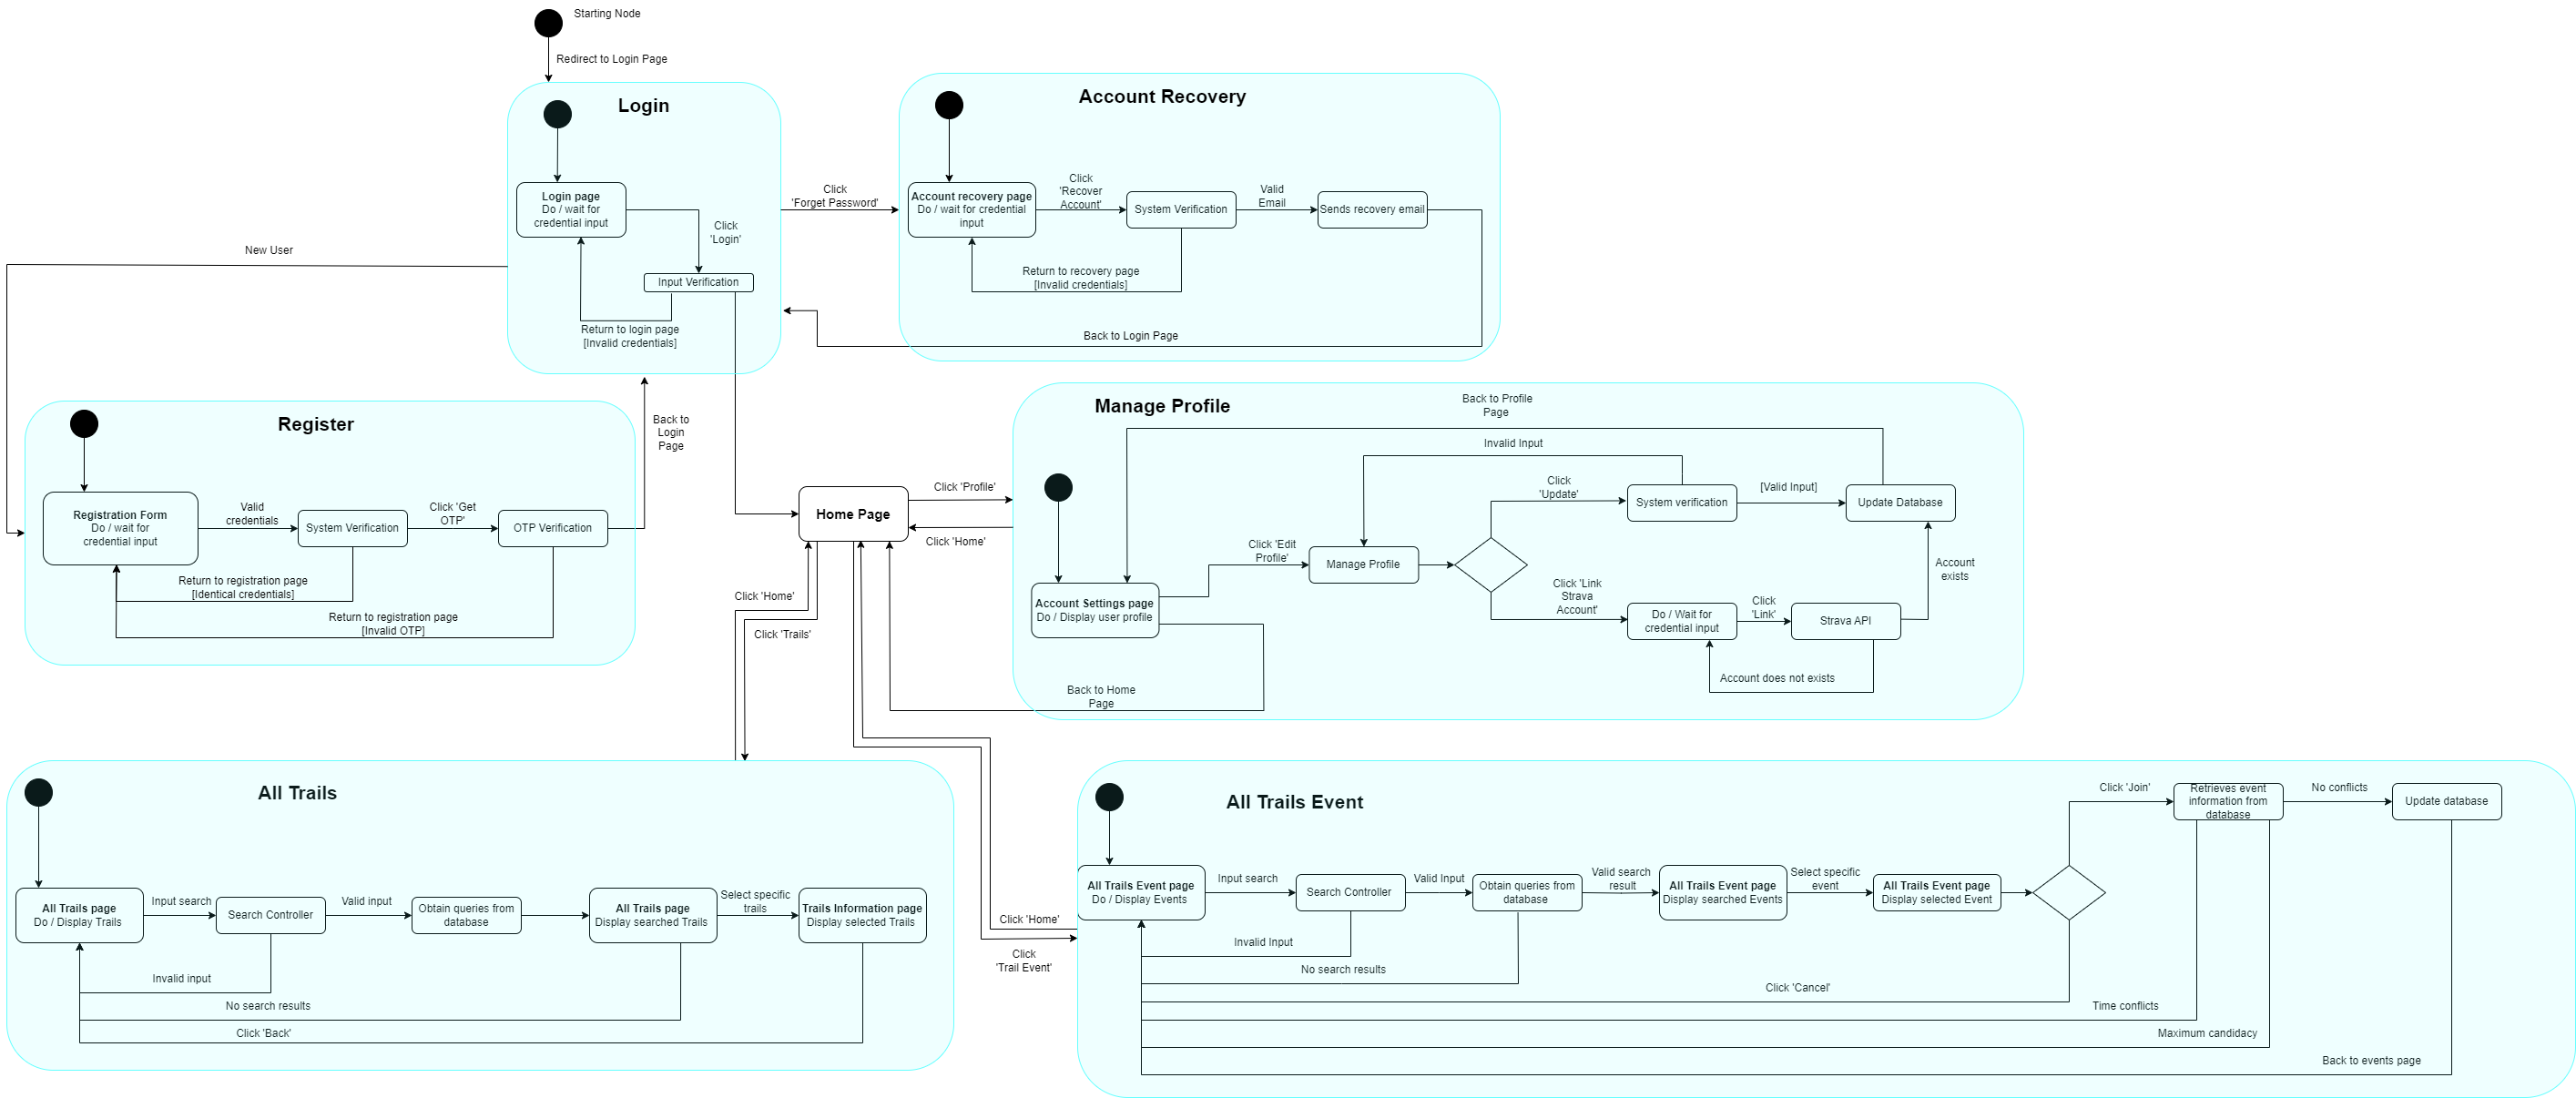 Starting Node
Redirect to Login Page
Login
Login page
Do / wait for
credential input
Click
'Login'
Input Verification
Return to login page
[Invalid credentials]
Click
'Forget Password'
Account Recovery
Account recovery page
Do / wait for credential
input
Click
'Recover
Account'
System Verification
Valid
Email
Sends recovery email
Return to recovery page
[Invalid credentials]
Back to Login Page
New User
Register
Registration Form
Do / wait for
credential input
Valid
credentials
System Verification
Click 'Get
OTP'
OTP Verification
Return to registration page
[Identical credentials]
Return to registration page
[Invalid OTP]
Back to
Login
Page
Home Page
Click 'Profile'
Click 'Home'
Click 'Home'
Click 'Trails'
Manage Profile
Back to Profile
Page
Invalid Input
Account Settings page
Do / Display user profile
Click 'Edit
Profile'
Manage Profile
Click
'Update'
System verification
[Valid Input]
Update Database
Click 'Link
Strava
Account'
Do / Wait for
credential input
Click
'Link'
Strava API
Account
exists
Account does not exists
Back to Home
Page
All Trails
All Trails page
Do / Display Trails
Input search
Search Controller
Valid input
Obtain queries from
database
All Trails page
Display searched Trails
Select specific
trails
Trails Information page
Display selected Trails
Invalid input
No search results
Click 'Back'
Click 'Home'
Click
'Trail Event'
All Trails Event
All Trails Event page
Do / Display Events
Input search
Search Controller
Valid Input
Obtain queries from
database
Valid search
result
All Trails Event page
Display searched Events
Select specific
event
All Trails Event page
Display selected Event
Click 'Join'
Retrieves event
information from
database
No conflicts
Update database
Invalid Input
No search results
Click 'Cancel'
Time conflicts
Maximum candidacy
Back to events page